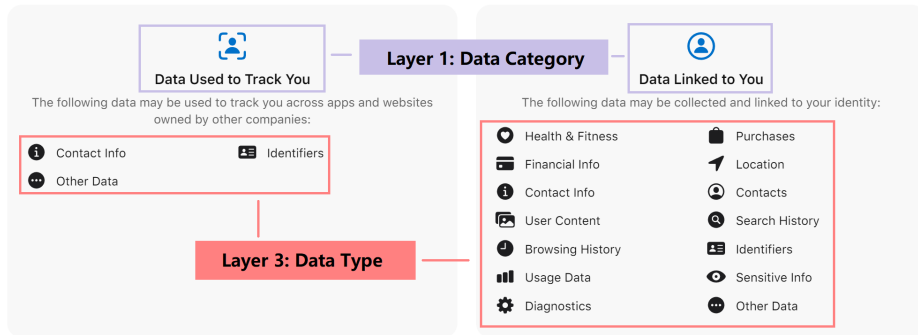 Data Used to Track You
The following data may be used to track you across apps and websites
owned by other companies:
Contact Info
Identifiers
Other Data
Layer 1: Data Category
Layer 3: Data Type
Data Linked to You
The following data may be collected and linked to your identity:
Health & Fitness
Purchases
Financial Info
Location
Contact Info
Contacts
User Content
Search History
Browsing History
Identifiers
Usage Data
Sensitive Info
Diagnostics
Other Data